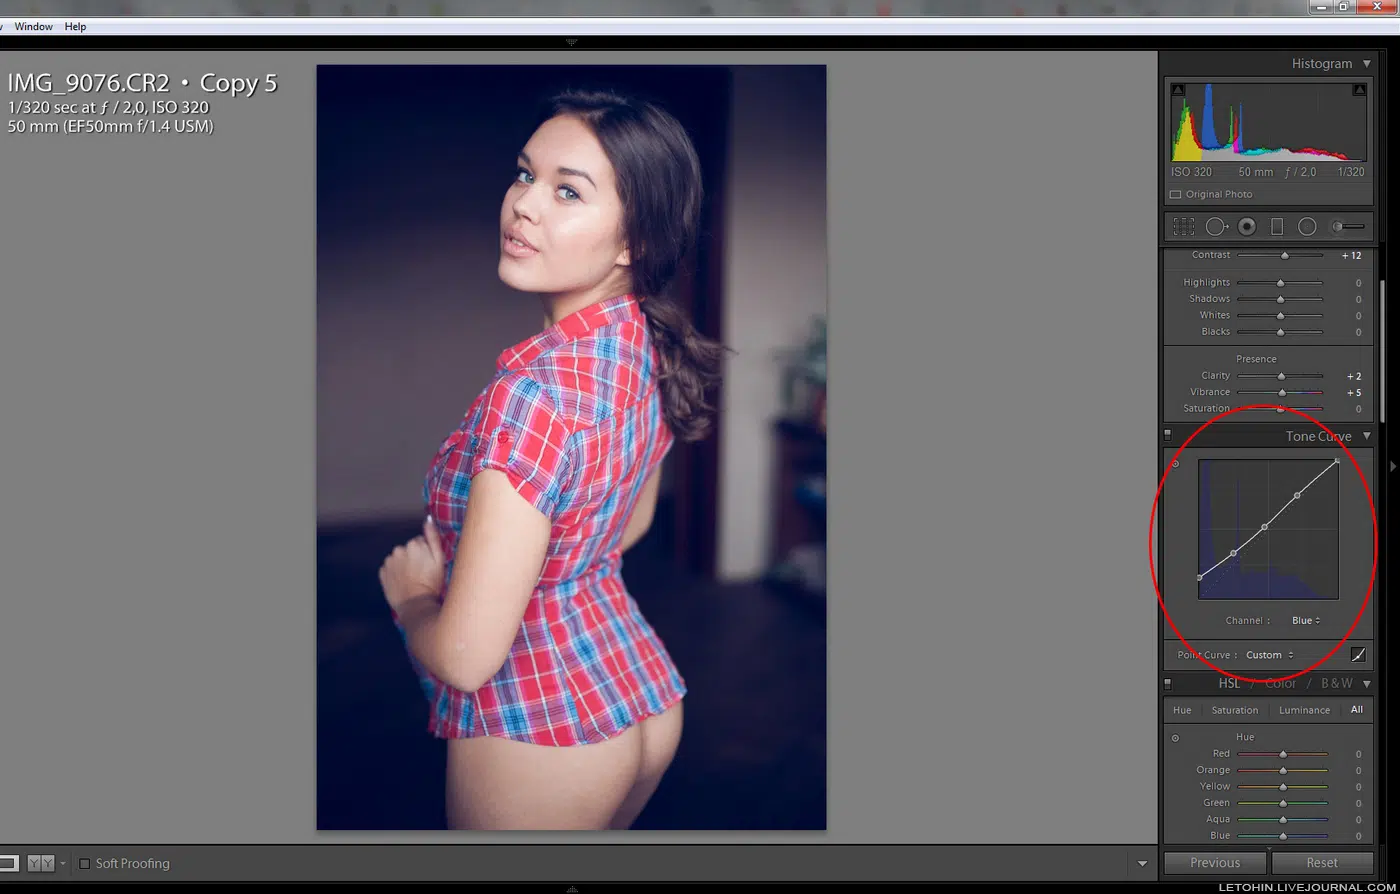 Window Help
IMG_9076.CR2 • Copy 5
1/320 sec at ƒ / 2,0, ISO 320
50 mm (EF50mm f/1.4 USM)
Histogram
ISO 320 50 mm ƒ / 2,0 1/320
Original Photo
Contrast +12
Highlights 0
Shadows 0
Whites 0
Blacks 0
Presence
Clarity +2
Vibrance +5
Saturation 0
Tone Curve
Channel : Blue
Point Curve : Custom
HSL / Color / B & W
Hue Saturation Luminance All
Hue
Red 0
Orange 0
Yellow 0
Green 0
Aqua 0
Blue 0
Y Y Soft Proofing
Previous Reset
LETOHIN.LIVEJOURNAL.COM